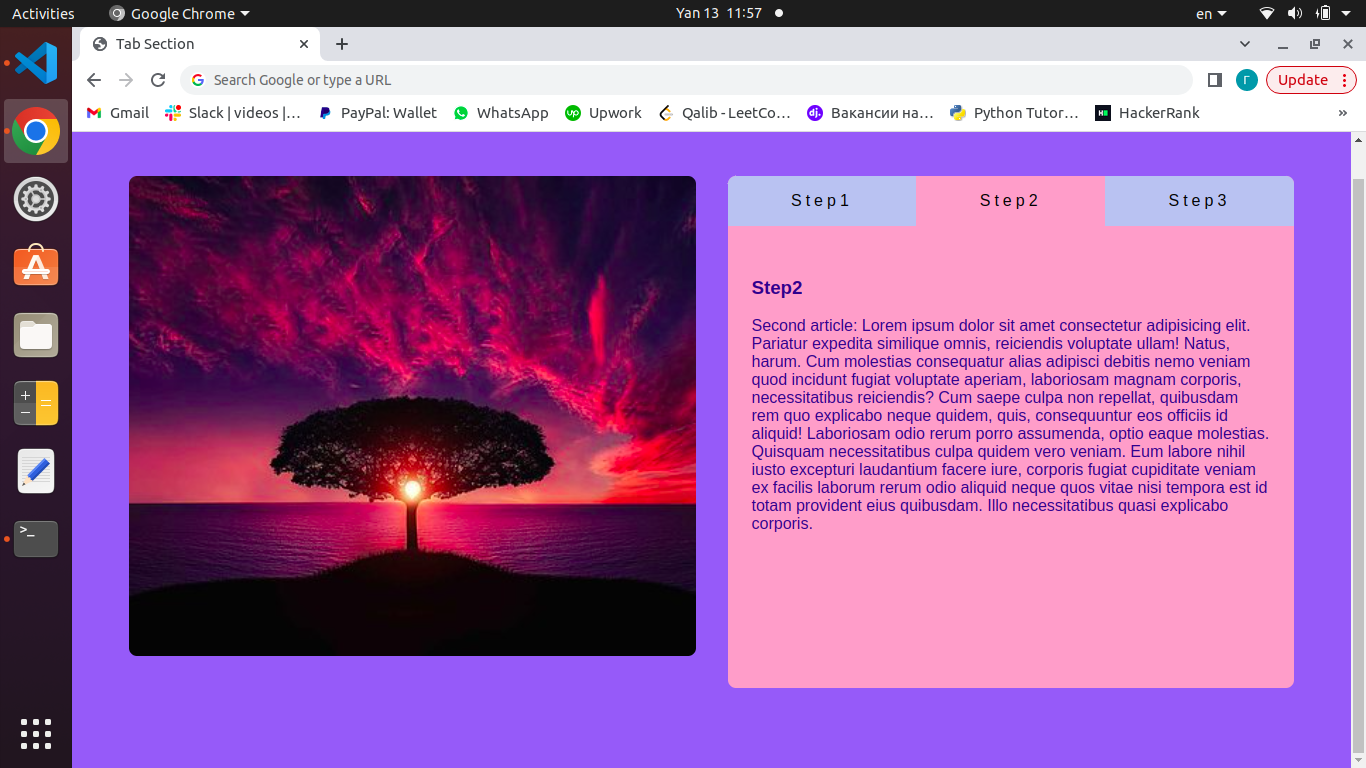 Activities
Google Chrome
Yan 13 11:57
en
Tab Section
Search Google or type a URL
Г
Update
Gmail
Slack | videos |…
PayPal: Wallet
WhatsApp
up
Upwork
Qalib - LeetCo…
dj,
Вакансии на…
Python Tutor…
H
HackerRank
»
Step1
Step2
Step3
Step2
Second article: Lorem ipsum dolor sit amet consectetur adipisicing elit.
Pariatur expedita similique omnis, reiciendis voluptate ullam! Natus,
harum. Cum molestias consequatur alias adipisci debitis nemo veniam
quod incidunt fugiat voluptate aperiam, laboriosam magnam corporis,
necessitatibus reiciendis? Cum saepe culpa non repellat, quibusdam
rem quo explicabo neque quidem, quis, consequuntur eos officiis id
aliquid! Laboriosam odio rerum porro assumenda, optio eaque molestias.
Quisquam necessitatibus culpa quidem vero veniam. Eum labore nihil
iusto excepturi laudantium facere iure, corporis fugiat cupiditate veniam
ex facilis laborum rerum odio aliquid neque quos vitae nisi tempora est id
totam provident eius quibusdam. Illo necessitatibus quasi explicabo
corporis.
>_